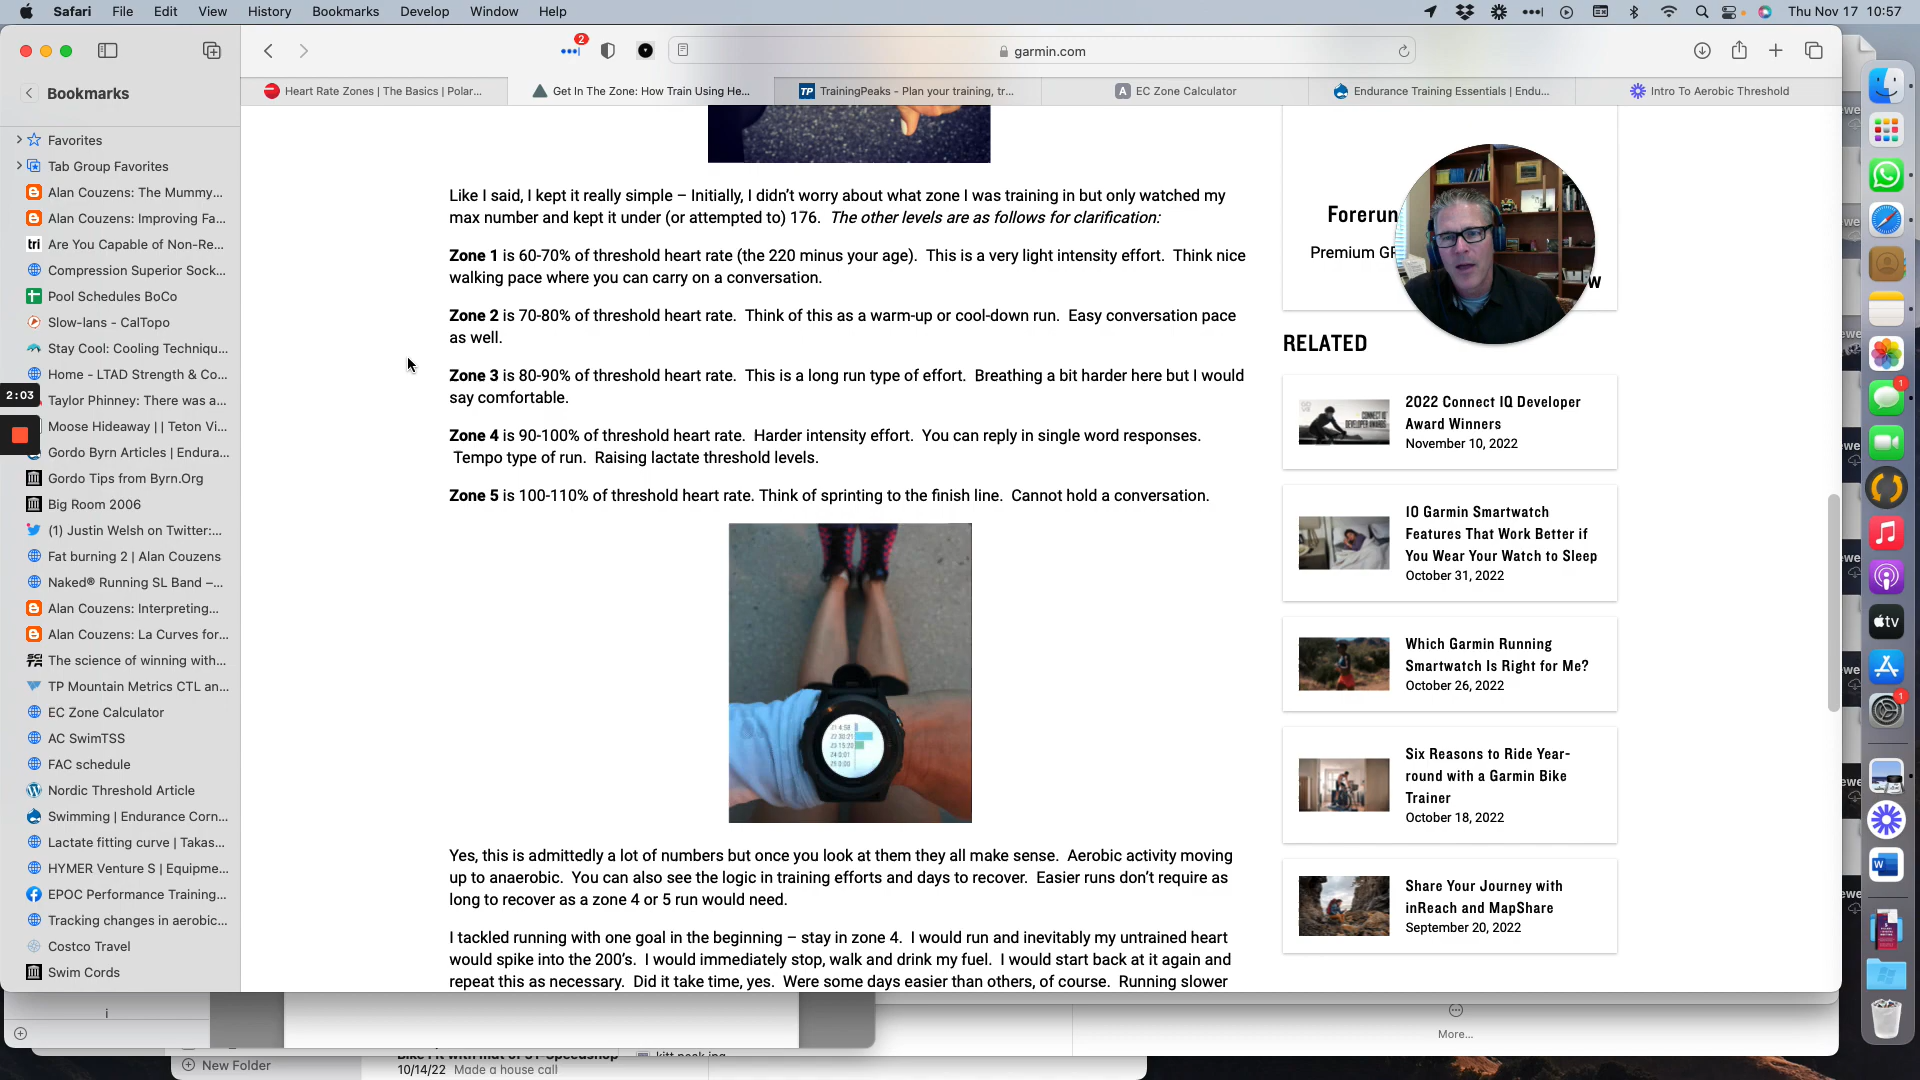 Safari File Edit View History Bookmarks Develop Window Help
Thu Nov 17 10:57
2
garmin.com
Bookmarks
Heart Rate Zones | The Basics | Polar...
Get In The Zone: How Train Using He...
TP TrainingPeaks - Plan your training, tr...
A EC Zone Calculator
Endurance Training Essentials | Endu...
Intro To Aerobic Threshold
Favorites
Tab Group Favorites
Alan Couzens: The Mummy...
Alan Couzens: Improving Fa...
tri Are You Capable of Non-Re...
Compression Superior Sock...
Pool Schedules BoCo
Slow-lans - CalTopo
Stay Cool: Cooling Techniqu...
Home - LTAD Strength & Co...
2:03
Taylor Phinney: There was a...
Moose Hideaway | | Teton Vi...
Gordo Byrn Articles | Endura...
Gordo Tips from Byrn.Org
Big Room 2006
(1) Justin Welsh on Twitter:...
Fat burning 2 | Alan Couzens
Naked® Running SL Band –...
Alan Couzens: Interpreting...
Alan Couzens: La Curves for...
The science of winning with...
TP Mountain Metrics CTL an...
EC Zone Calculator
AC SwimTSS
FAC schedule
Nordic Threshold Article
Swimming | Endurance Corn...
Lactate fitting curve | Takas...
HYMER Venture S | Equipme...
EPOC Performance Training...
Tracking changes in aerobic...
Costco Travel
Swim Cords
Like I said, I kept it really simple – Initially, I didn't worry about what zone I was training in but only watched my
max number and kept it under (or attempted to) 176. The other levels are as follows for clarification:
Zone 1 is 60-70% of threshold heart rate (the 220 minus your age). This is a very light intensity effort. Think nice
walking pace where you can carry on a conversation.
Zone 2 is 70-80% of threshold heart rate. Think of this as a warm-up or cool-down run. Easy conversation pace
as well.
Zone 3 is 80-90% of threshold heart rate. This is a long run type of effort. Breathing a bit harder here but I would
say comfortable.
Zone 4 is 90-100% of threshold heart rate. Harder intensity effort. You can reply in single word responses.
Tempo type of run. Raising lactate threshold levels.
Zone 5 is 100-110% of threshold heart rate. Think of sprinting to the finish line. Cannot hold a conversation.
Yes, this is admittedly a lot of numbers but once you look at them they all make sense. Aerobic activity moving
up to anaerobic. You can also see the logic in training efforts and days to recover. Easier runs don't require as
long to recover as a zone 4 or 5 run would need.
I tackled running with one goal in the beginning – stay in zone 4. I would run and inevitably my untrained heart
would spike into the 200's. I would immediately stop, walk and drink my fuel. I would start back at it again and
repeat this as necessary. Did it take time, yes. Were some days easier than others, of course. Running slower
Forerun
Premium GP
W
RELATED
2022 Connect IQ Developer
Award Winners
November 10, 2022
10 Garmin Smartwatch
Features That Work Better if
You Wear Your Watch to Sleep
October 31, 2022
Which Garmin Running
Smartwatch Is Right for Me?
October 26, 2022
Six Reasons to Ride Year-
round with a Garmin Bike
Trainer
October 18, 2022
Share Your Journey with
inReach and MapShare
September 20, 2022
1
tv
1
W
More...
New Folder
10/14/22 Made a house call